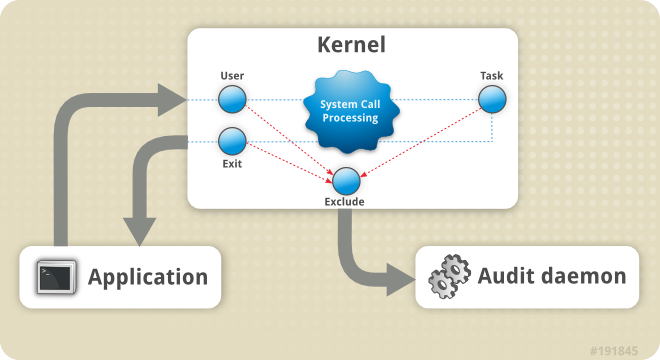 Kernel
User
Task
System Call
Processing
Exit
Exclude
Application
Audit daemon
#191845